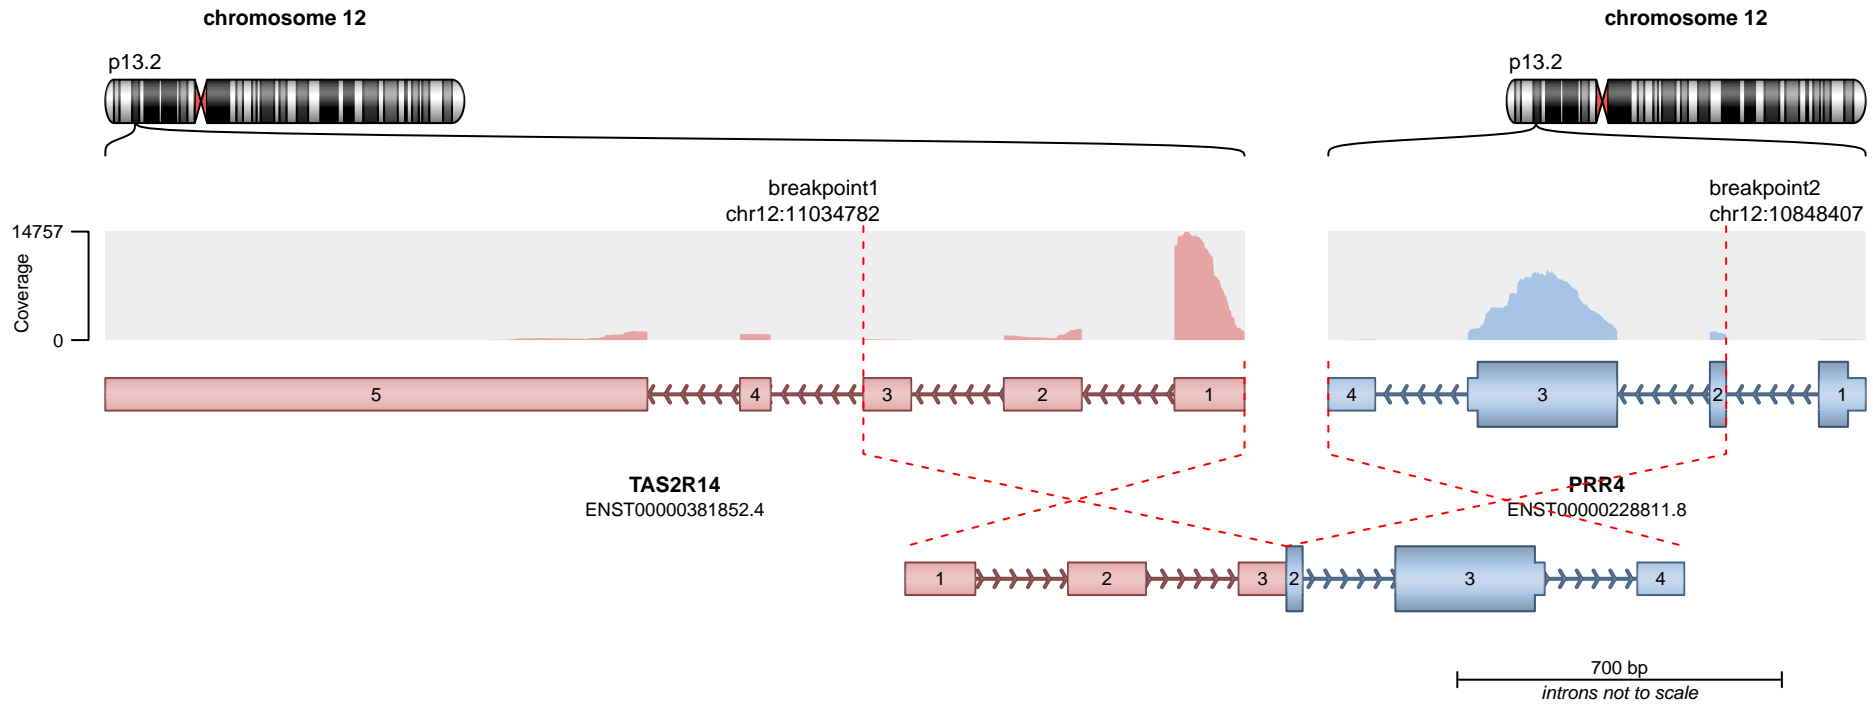 chromosome 12
chromosome 12
p13.2
p13.2
breakpoint1
chr12:11034782
breakpoint2
chr12:10848407
14757
Coverage
0
5 4 3 2 1
4 3 2 1
TAS2R14
ENST00000381852.4
PRR4
ENST00000228811.8
1 2 3 2 3 4
700 bp
introns not to scale